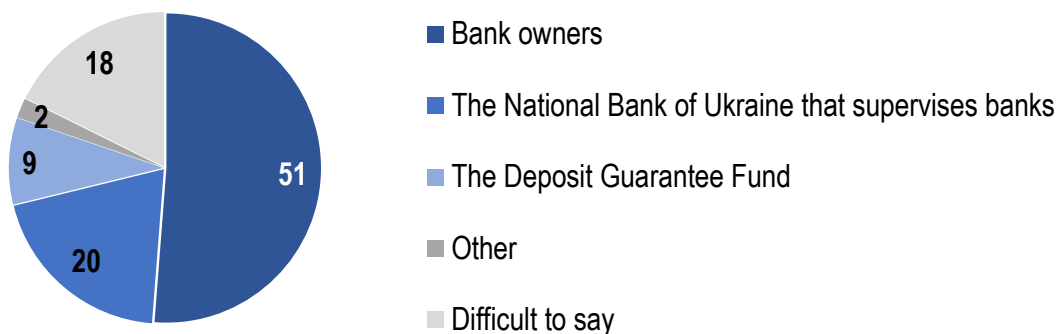 18
2
9
20
51
Bank owners
The National Bank of Ukraine that supervises banks
The Deposit Guarantee Fund
Other
Difficult to say